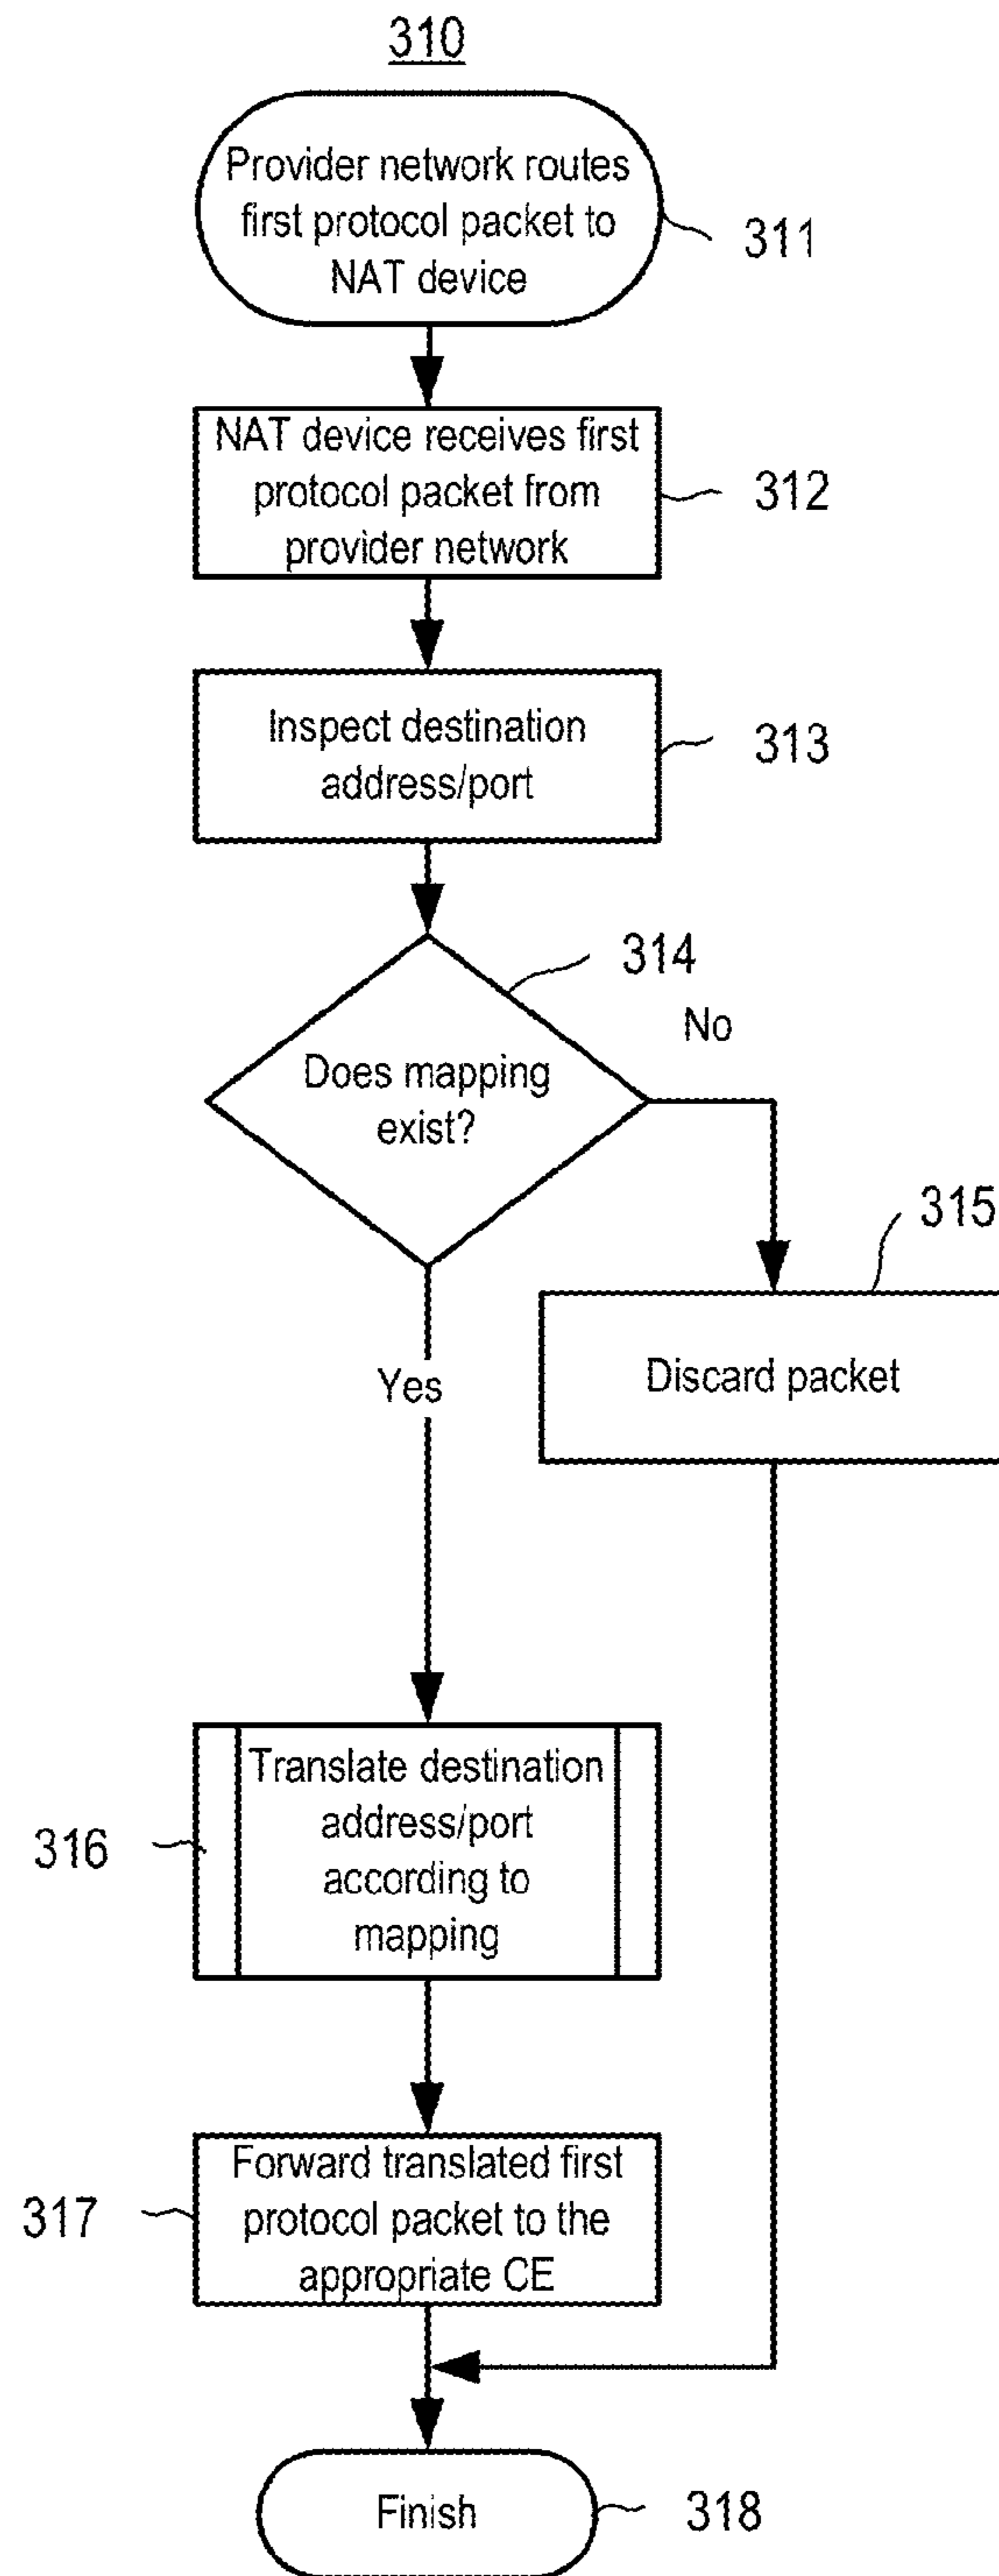 310
Provider network routes
first protocol packet to
NAT device
311
NAT device receives first
protocol packet from
provider network
312
Inspect destination
address/port
313
314
No
Does mapping
exist?
315
Discard packet
Yes
Translate destination
address/port
according to
mapping
316
Forward translated first
protocol packet to the
appropriate CE
317
Finish
318